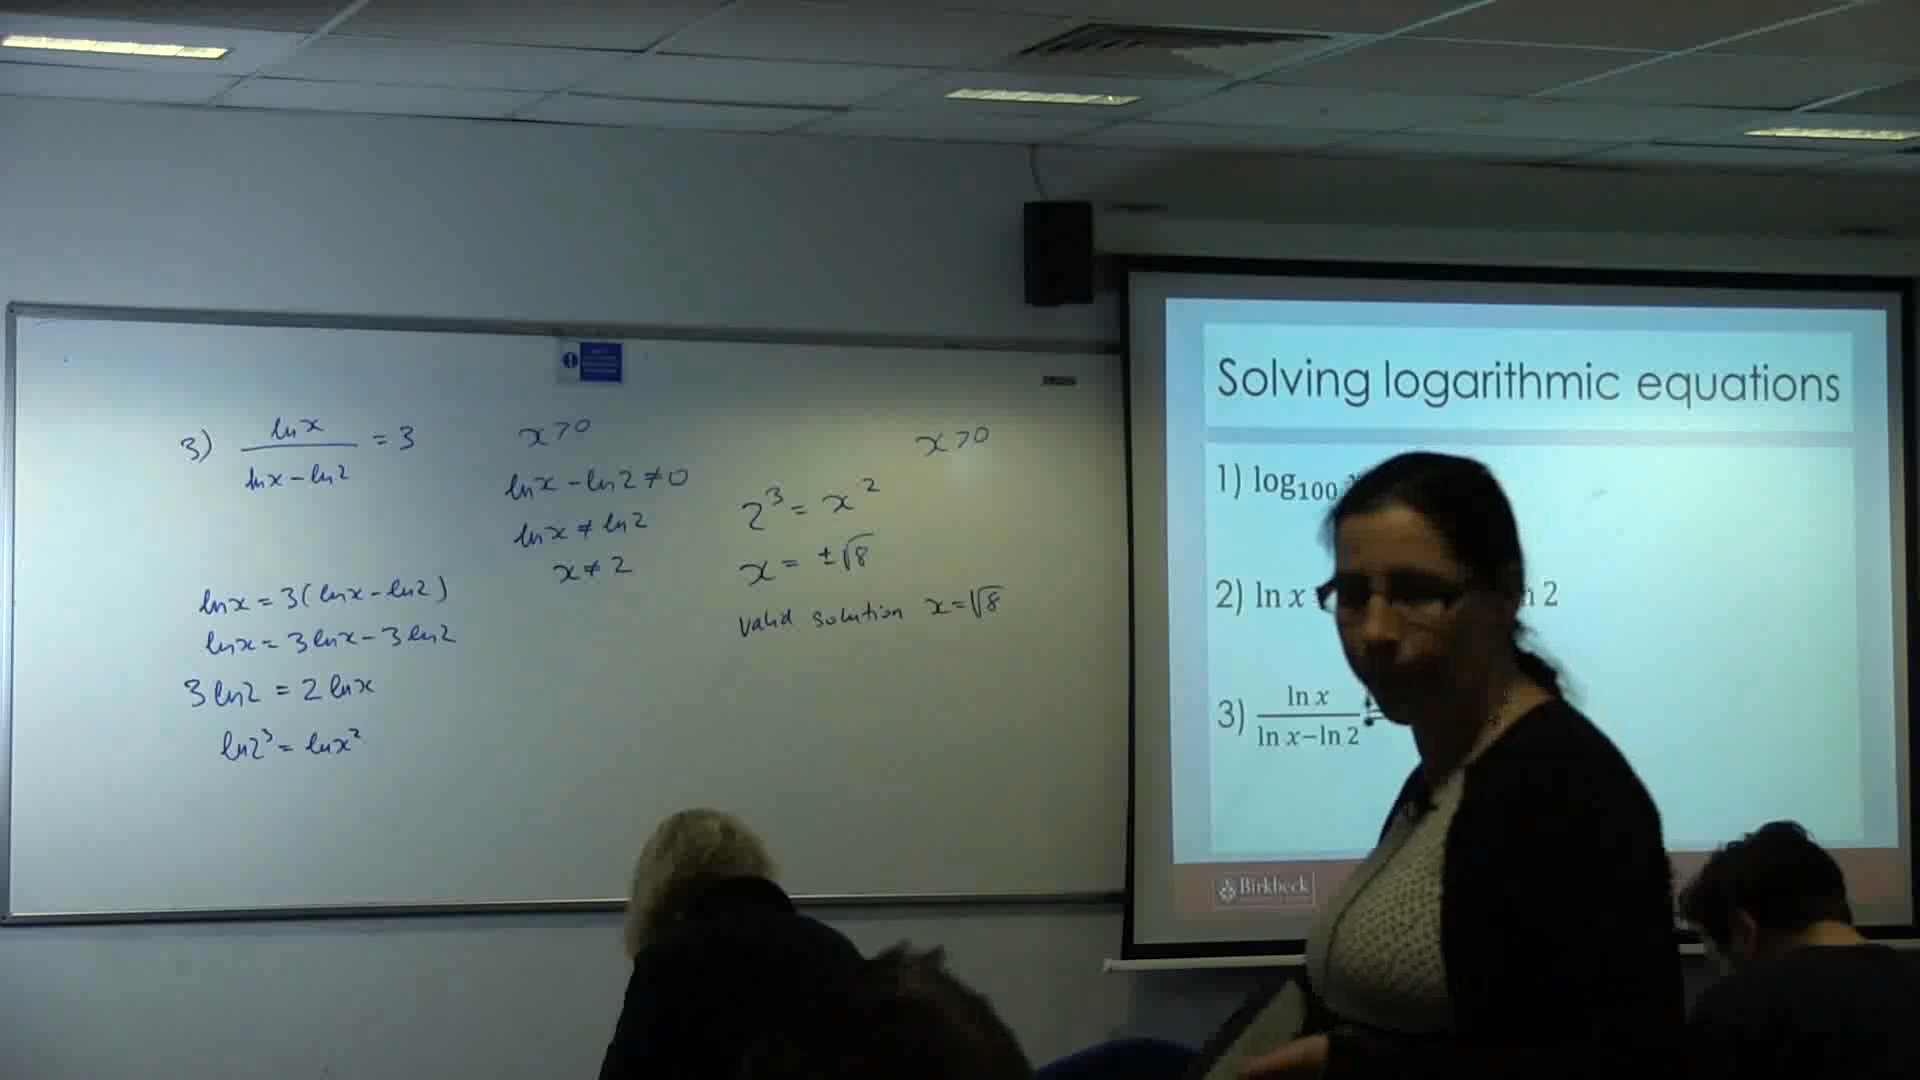 3) ln x / (ln x − ln 2) = 3
ln x = 3(ln x − ln 2)
ln x = 3 ln x − 3 ln 2
3 ln 2 = 2 ln x
ln 2³ = ln x²
x > 0
ln x − ln 2 ≠ 0
ln x ≠ ln 2
x ≠ 2
x > 0
2³ = x²
x = ±√8
valid solution x = √8
Solving logarithmic equations
1) log₁₀₀
2) ln x 2
3) ln x / (ln x − ln 2) =
Birkbeck